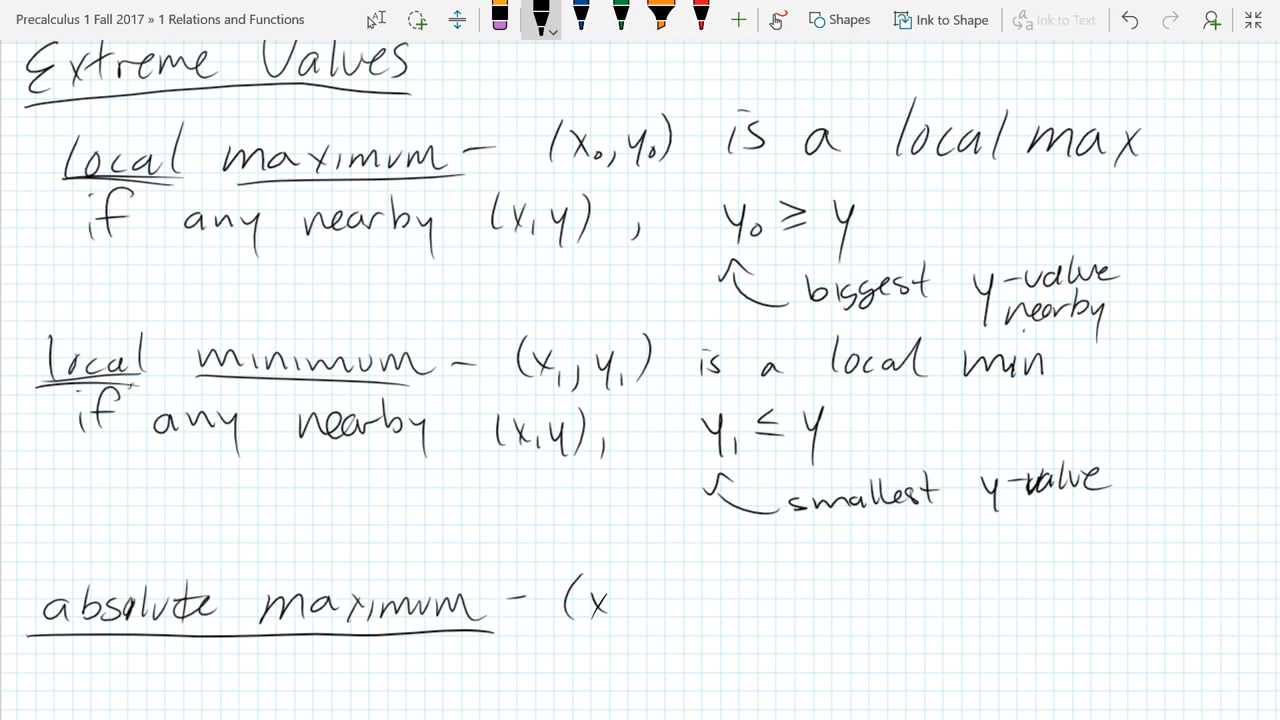 Precalculus 1 Fall 2017 » 1 Relations and Functions
Shapes
Ink to Shape
Ink to Text
Extreme Values
local maximum - (x₀, y₀) is a local max
if any nearby (x, y), y₀ ≥ y
biggest y-value
nearby
local minimum - (x₁, y₁) is a local min
if any nearby (x, y), y₁ ≤ y
smallest y-value
absolute maximum - (x